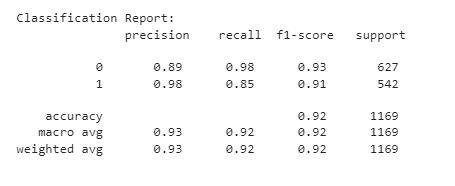 Classification Report:
precision recall f1-score support
0 0.89 0.98 0.93 627
1 0.98 0.85 0.91 542
accuracy 0.92 1169
macro avg 0.93 0.92 0.92 1169
weighted avg 0.93 0.92 0.92 1169